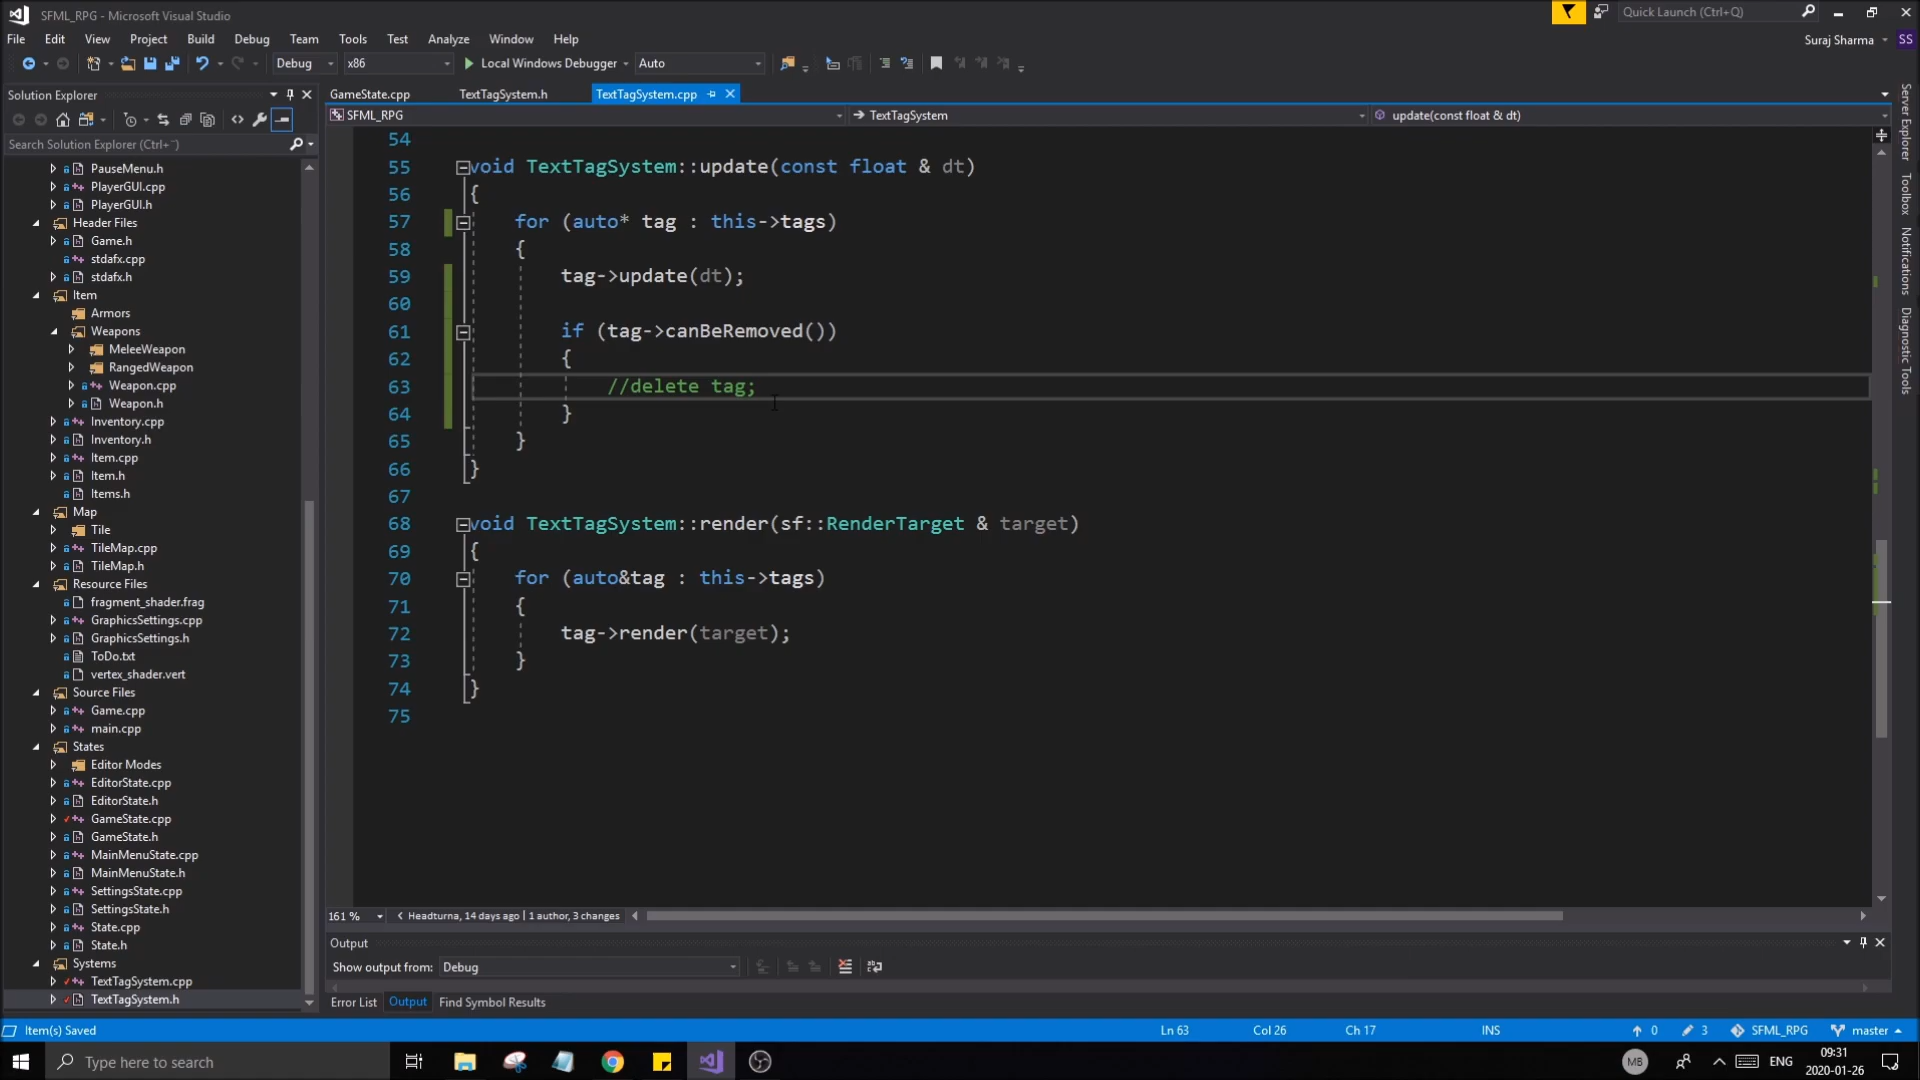 SFML_RPG - Microsoft Visual Studio
Quick Launch (Ctrl+Q)
File Edit View Project Build Debug Team Tools Test Analyze Window Help
Suraj Sharma SS
Debug x86 Local Windows Debugger Auto
Solution Explorer
GameState.cpp TextTagSystem.h TextTagSystem.cpp
SFML_RPG TextTagSystem update(const float & dt)
Search Solution Explorer (Ctrl+¨)
PauseMenu.h
PlayerGUI.cpp
PlayerGUI.h
Header Files
Game.h
stdafx.cpp
stdafx.h
Item
Armors
Weapons
MeleeWeapon
RangedWeapon
Weapon.cpp
Weapon.h
Inventory.cpp
Inventory.h
Item.cpp
Item.h
Items.h
Map
Tile
TileMap.cpp
TileMap.h
Resource Files
fragment_shader.frag
GraphicsSettings.cpp
GraphicsSettings.h
ToDo.txt
vertex_shader.vert
Source Files
Game.cpp
main.cpp
States
Editor Modes
EditorState.cpp
EditorState.h
GameState.cpp
GameState.h
MainMenuState.cpp
MainMenuState.h
SettingsState.cpp
SettingsState.h
State.cpp
State.h
Systems
TextTagSystem.cpp
TextTagSystem.h
54
55 void TextTagSystem::update(const float & dt)
56 {
57 for (auto* tag : this->tags)
58 {
59 tag->update(dt);
60
61 if (tag->canBeRemoved())
62 {
63 //delete tag;
64 }
65 }
66 }
67
68 void TextTagSystem::render(sf::RenderTarget & target)
69 {
70 for (auto&tag : this->tags)
71 {
72 tag->render(target);
73 }
74 }
75
Server Explorer
Toolbox
Notifications
Diagnostic Tools
161 % Headturna, 14 days ago | 1 author, 3 changes
Output
Show output from: Debug
Error List Output Find Symbol Results
Item(s) Saved Ln 63 Col 26 Ch 17 INS 0 3 SFML_RPG master
Type here to search
MB ENG
09:31
2020-01-26